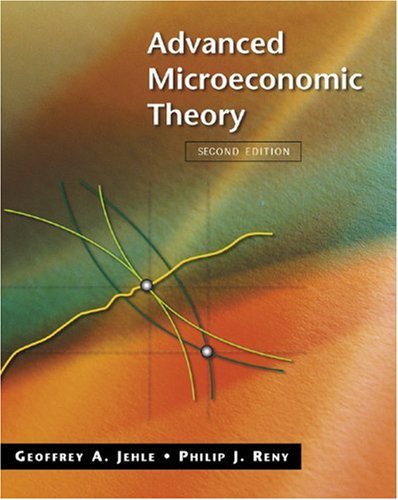 Advanced
Microeconomic
Theory
SECOND EDITION
GEOFFREY A. JEHLE • PHILIP J. RENY